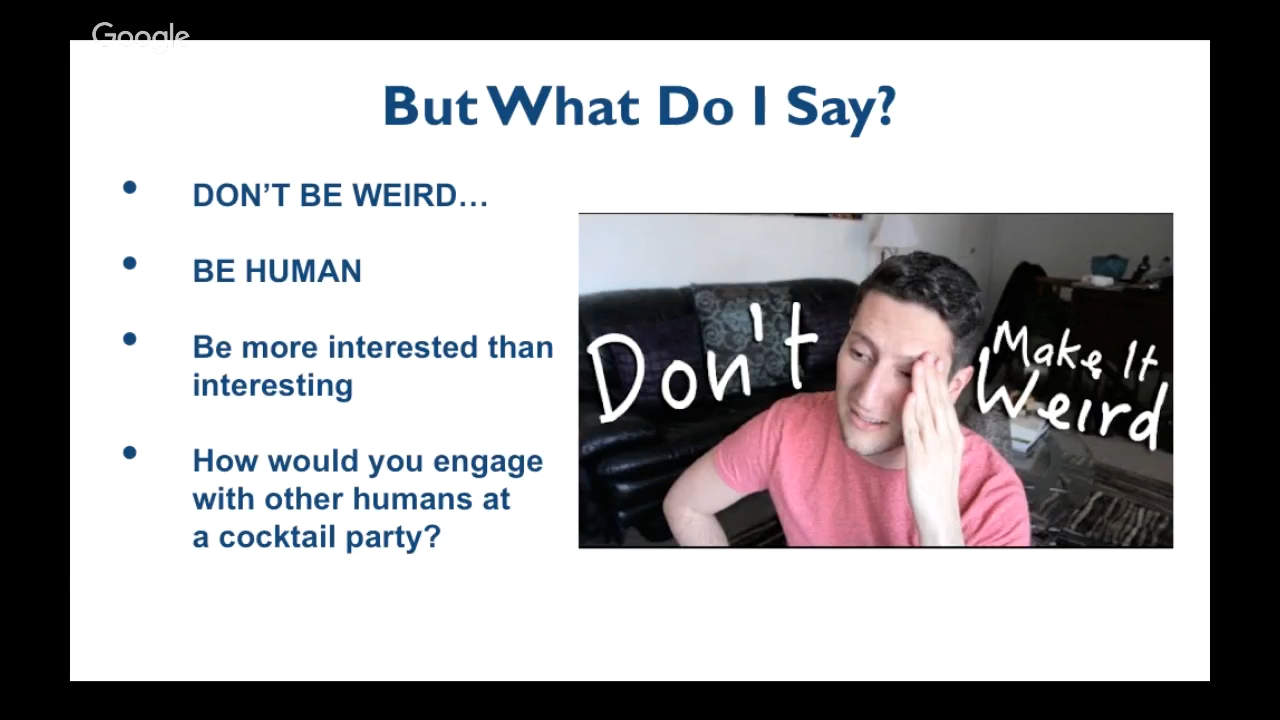 Google
But What Do I Say?
• DON'T BE WEIRD...
• BE HUMAN
• Be more interested than
interesting
• How would you engage
with other humans at
a cocktail party?
Don't
Make It
Weird